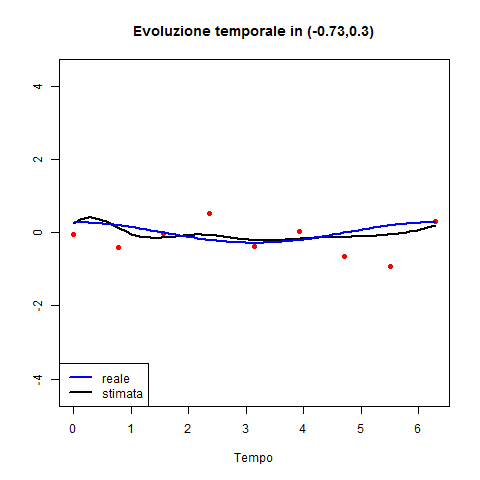 Evoluzione temporale in (-0.73,0.3)
4
2
0
-2
-4
reale
stimata
0 1 2 3 4 5 6
Tempo